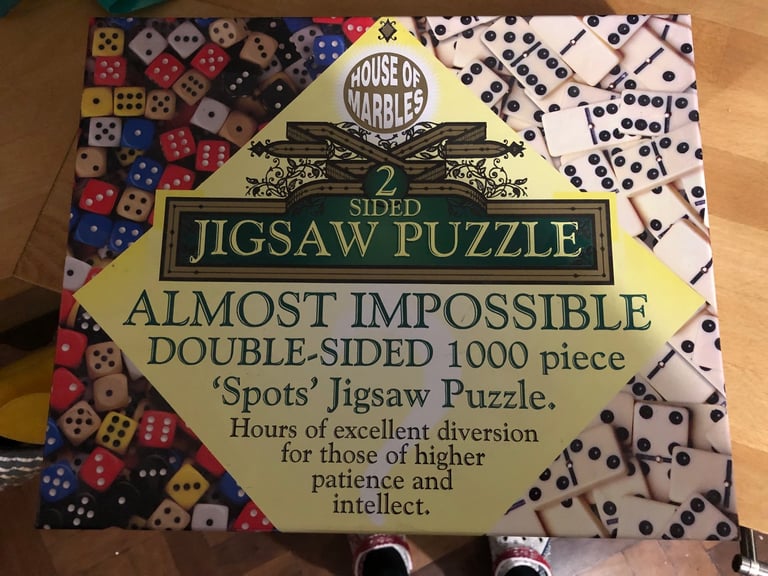 HOUSE OF
MARBLES
2
SIDED
JIGSAW PUZZLE
ALMOST IMPOSSIBLE
DOUBLE-SIDED 1000 piece
‘Spots’ Jigsaw Puzzle.
Hours of excellent diversion
for those of higher
patience and
intellect.